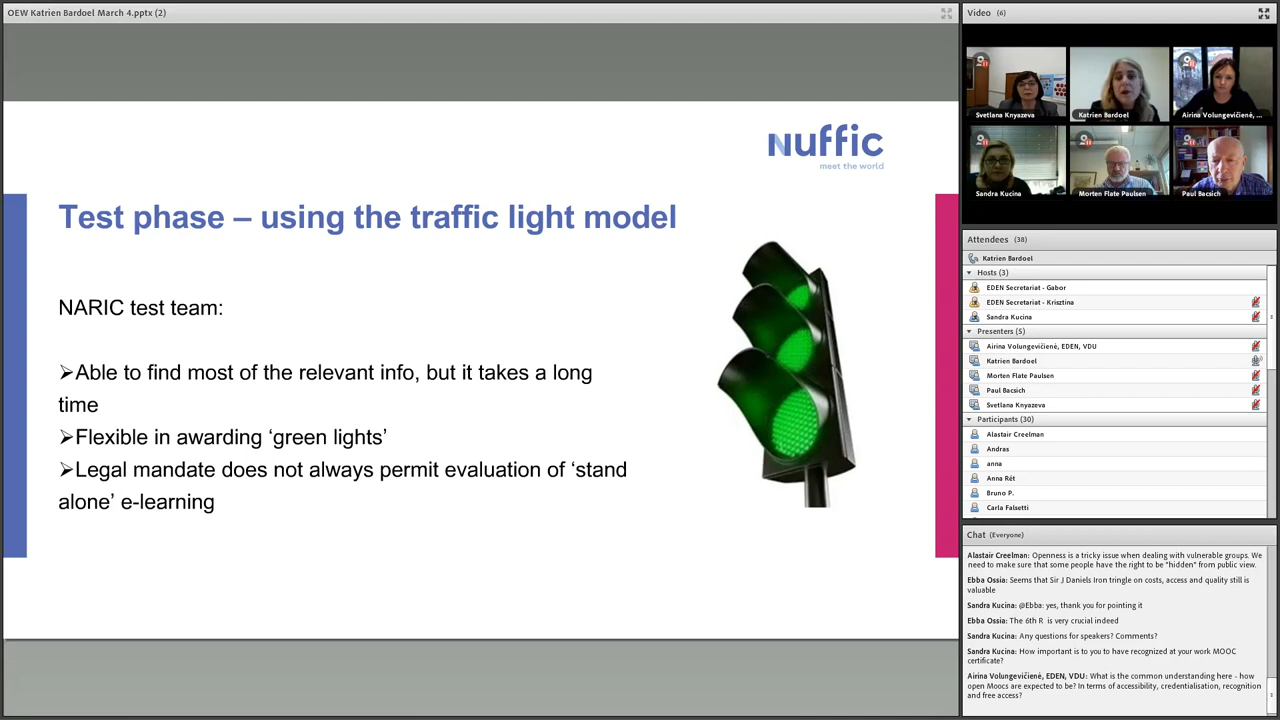 OEW Katrien Bardoel March 4.pptx (2)
nuffic
meet the world
Test phase – using the traffic light model
NARIC test team:
➢Able to find most of the relevant info, but it takes a long
time
➢Flexible in awarding ‘green lights’
➢Legal mandate does not always permit evaluation of ‘stand
alone’ e-learning
Video (6)
Svetlana Knyazeva
Katrien Bardoel
Airina Volungevičienė, ...
Sandra Kucina
Morten Flate Paulsen
Paul Bacsich
Attendees (38)
Katrien Bardoel
Hosts (3)
EDEN Secretariat - Gabor
EDEN Secretariat - Krisztina
Sandra Kucina
Presenters (5)
Airina Volungevičienė, EDEN, VDU
Katrien Bardoel
Morten Flate Paulsen
Paul Bacsich
Svetlana Knyazeva
Participants (30)
Alastair Creelman
Andras
anna
Anna Rét
Bruno P.
Carla Falsetti
Chat (Everyone)
Alastair Creelman: Openness is a tricky issue when dealing with vulnerable groups. We
need to make sure that some people have the right to be "hidden" from public view.
Ebba Ossia: Seems that Sir J Daniels Iron tringle on costs, access and quality still is
valuable
Sandra Kucina: @Ebba: yes, thank you for pointing it
Ebba Ossia: The 6th R is very crucial indeed
Sandra Kucina: Any questions for speakers? Comments?
Sandra Kucina: How important is to you to have recognized at your work MOOC
certificate?
Airina Volungevičienė, EDEN, VDU: What is the common understanding here - how
open Moocs are expected to be? In terms of accessibility, credentialisation, recognition
and free access?